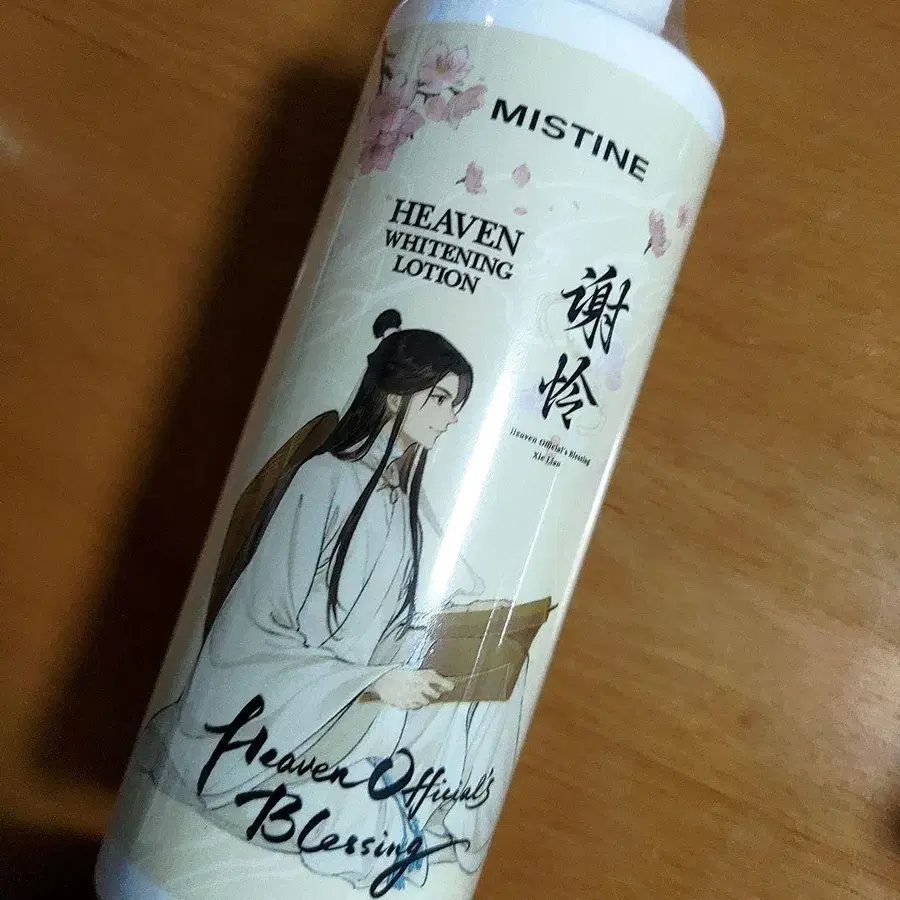 MISTINE
HEAVEN
WHITENING
LOTION
谢
怜
Heaven Official's Blessing
Xie Lian
Heaven Official's
Blessing